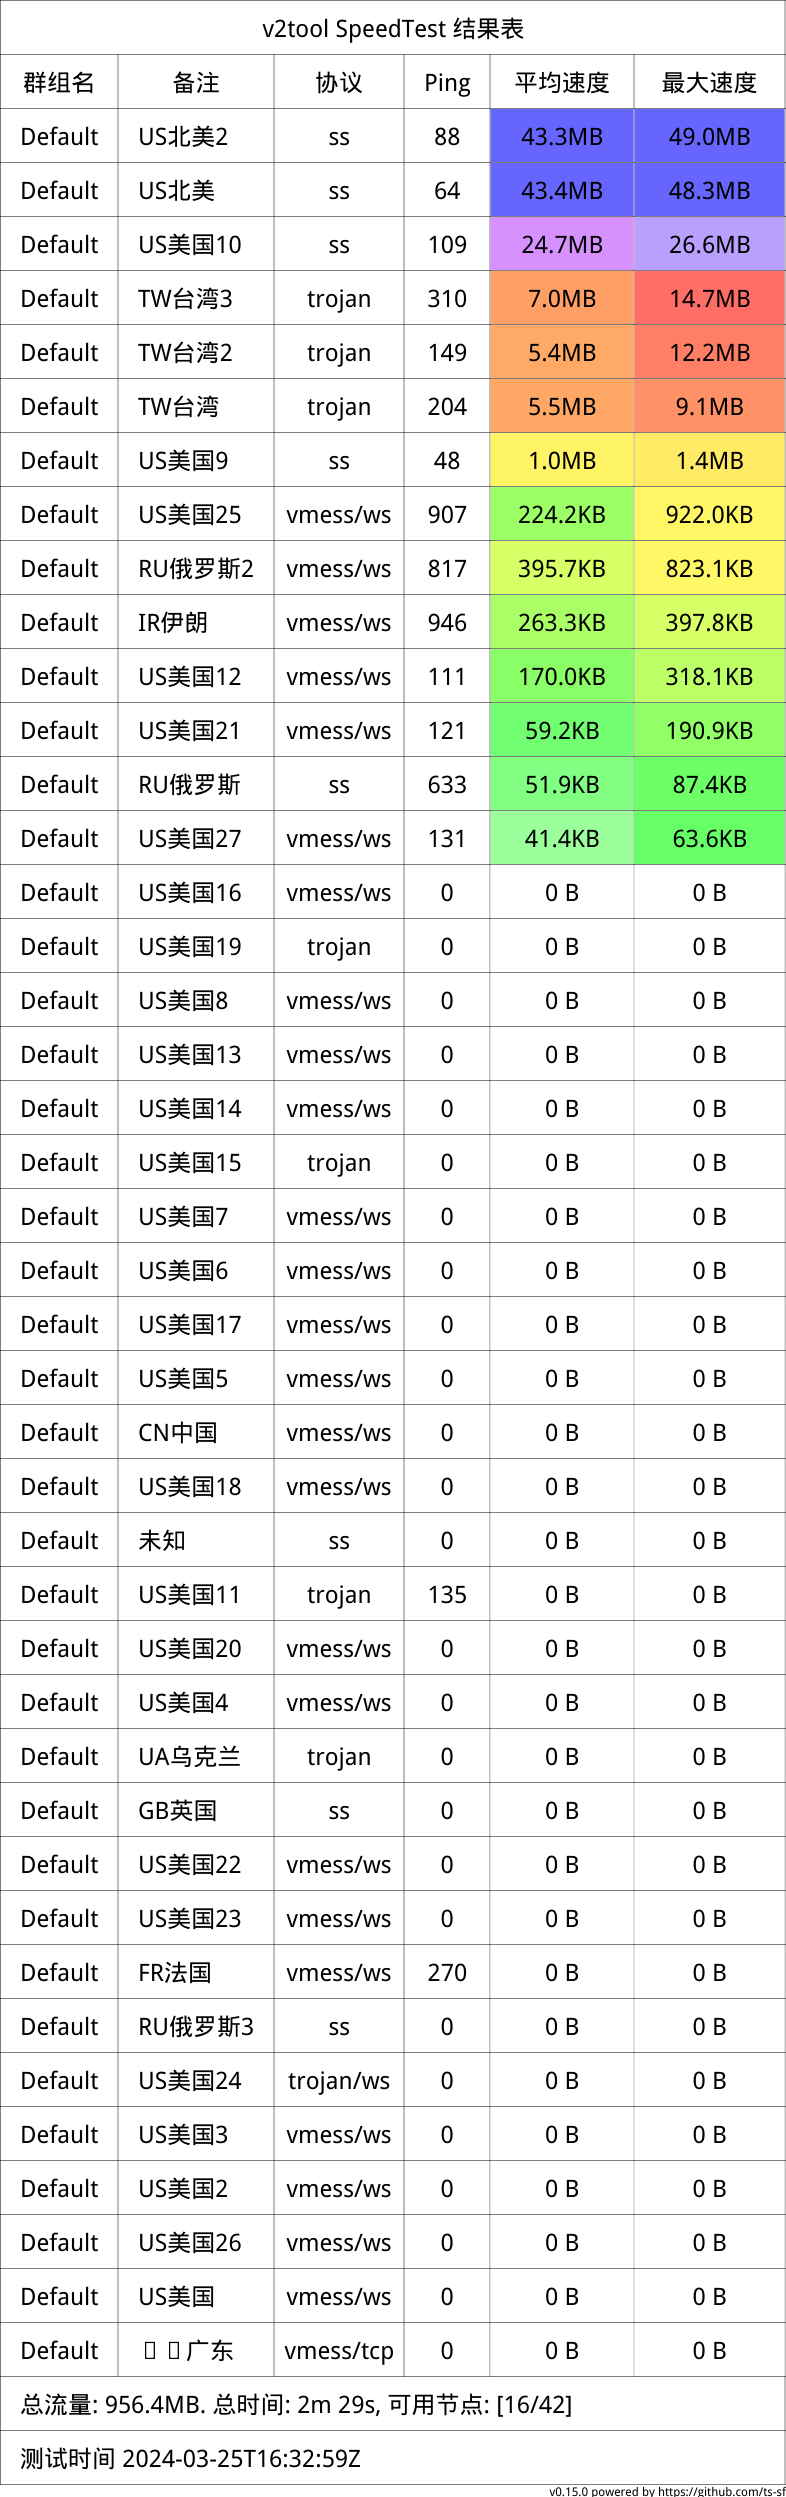 v2tool SpeedTest 结果表
群组名 备注 协议 Ping 平均速度 最大速度
Default US北美2 ss 88 43.3MB 49.0MB
Default US北美 ss 64 43.4MB 48.3MB
Default US美国10 ss 109 24.7MB 26.6MB
Default TW台湾3 trojan 310 7.0MB 14.7MB
Default TW台湾2 trojan 149 5.4MB 12.2MB
Default TW台湾 trojan 204 5.5MB 9.1MB
Default US美国9 ss 48 1.0MB 1.4MB
Default US美国25 vmess/ws 907 224.2KB 922.0KB
Default RU俄罗斯2 vmess/ws 817 395.7KB 823.1KB
Default IR伊朗 vmess/ws 946 263.3KB 397.8KB
Default US美国12 vmess/ws 111 170.0KB 318.1KB
Default US美国21 vmess/ws 121 59.2KB 190.9KB
Default RU俄罗斯 ss 633 51.9KB 87.4KB
Default US美国27 vmess/ws 131 41.4KB 63.6KB
Default US美国16 vmess/ws 0 0 B 0 B
Default US美国19 trojan 0 0 B 0 B
Default US美国8 vmess/ws 0 0 B 0 B
Default US美国13 vmess/ws 0 0 B 0 B
Default US美国14 vmess/ws 0 0 B 0 B
Default US美国15 trojan 0 0 B 0 B
Default US美国7 vmess/ws 0 0 B 0 B
Default US美国6 vmess/ws 0 0 B 0 B
Default US美国17 vmess/ws 0 0 B 0 B
Default US美国5 vmess/ws 0 0 B 0 B
Default CN中国 vmess/ws 0 0 B 0 B
Default US美国18 vmess/ws 0 0 B 0 B
Default 未知 ss 0 0 B 0 B
Default US美国11 trojan 135 0 B 0 B
Default US美国20 vmess/ws 0 0 B 0 B
Default US美国4 vmess/ws 0 0 B 0 B
Default UA乌克兰 trojan 0 0 B 0 B
Default GB英国 ss 0 0 B 0 B
Default US美国22 vmess/ws 0 0 B 0 B
Default US美国23 vmess/ws 0 0 B 0 B
Default FR法国 vmess/ws 270 0 B 0 B
Default RU俄罗斯3 ss 0 0 B 0 B
Default US美国24 trojan/ws 0 0 B 0 B
Default US美国3 vmess/ws 0 0 B 0 B
Default US美国2 vmess/ws 0 0 B 0 B
Default US美国26 vmess/ws 0 0 B 0 B
Default US美国 vmess/ws 0 0 B 0 B
Default 广东 vmess/tcp 0 0 B 0 B
总流量: 956.4MB. 总时间: 2m 29s, 可用节点: [16/42]
测试时间 2024-03-25T16:32:59Z
v0.15.0 powered by https://github.com/ts-sf